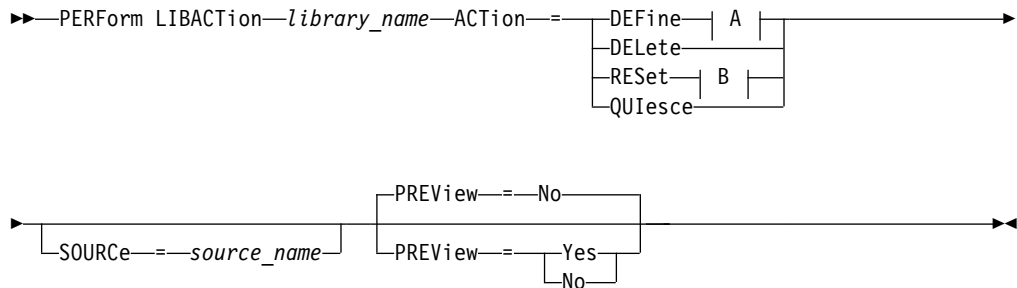 PERForm LIBACTion library_name ACTion = DEFine A
DELete
RESet B
QUIesce
PREView = No
SOURCe = source_name PREView = Yes
No